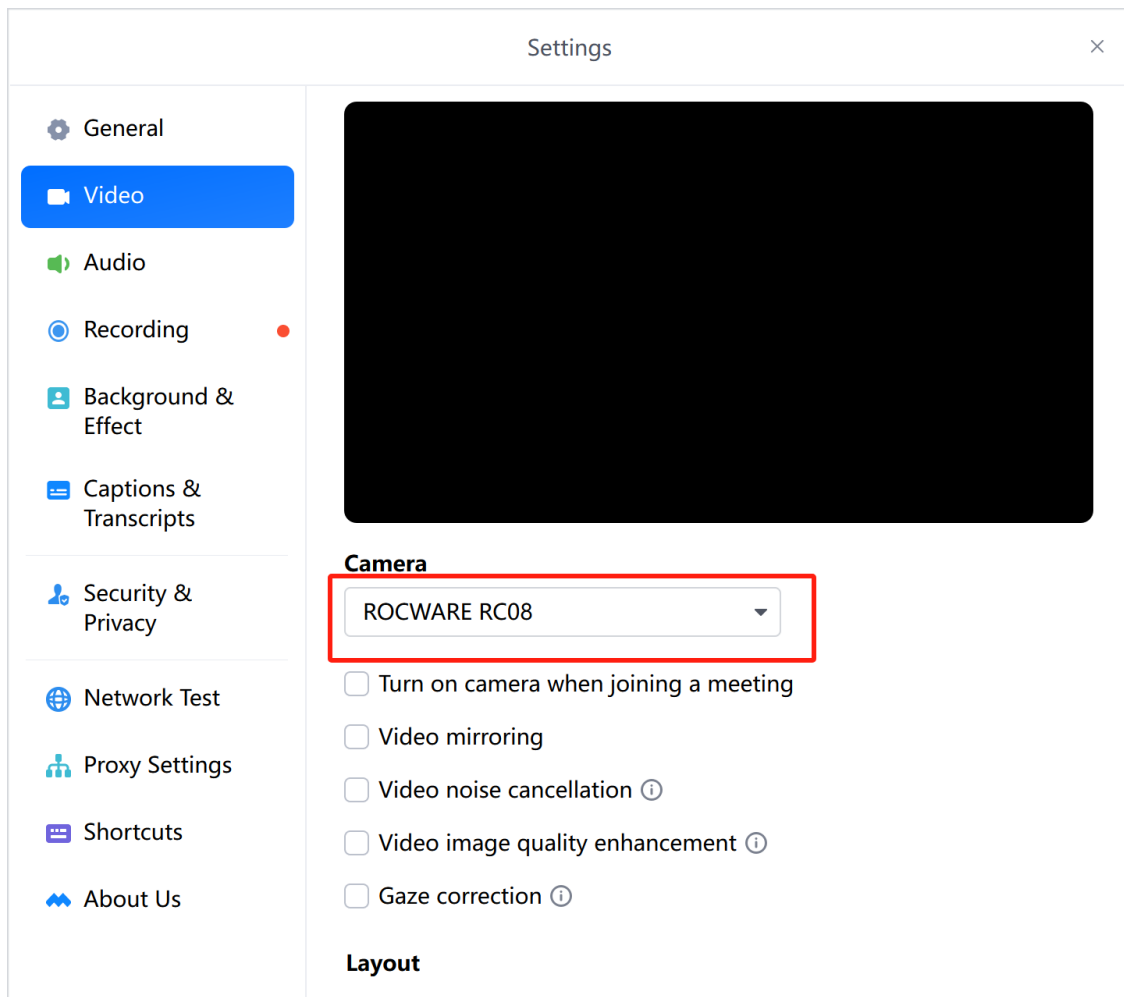 Settings
General
Video
Audio
Recording
Background &
Effect
Captions &
Transcripts
Security &
Privacy
Network Test
Proxy Settings
Shortcuts
About Us
Camera
ROCWARE RC08
Turn on camera when joining a meeting
Video mirroring
Video noise cancellation
Video image quality enhancement
Gaze correction
Layout